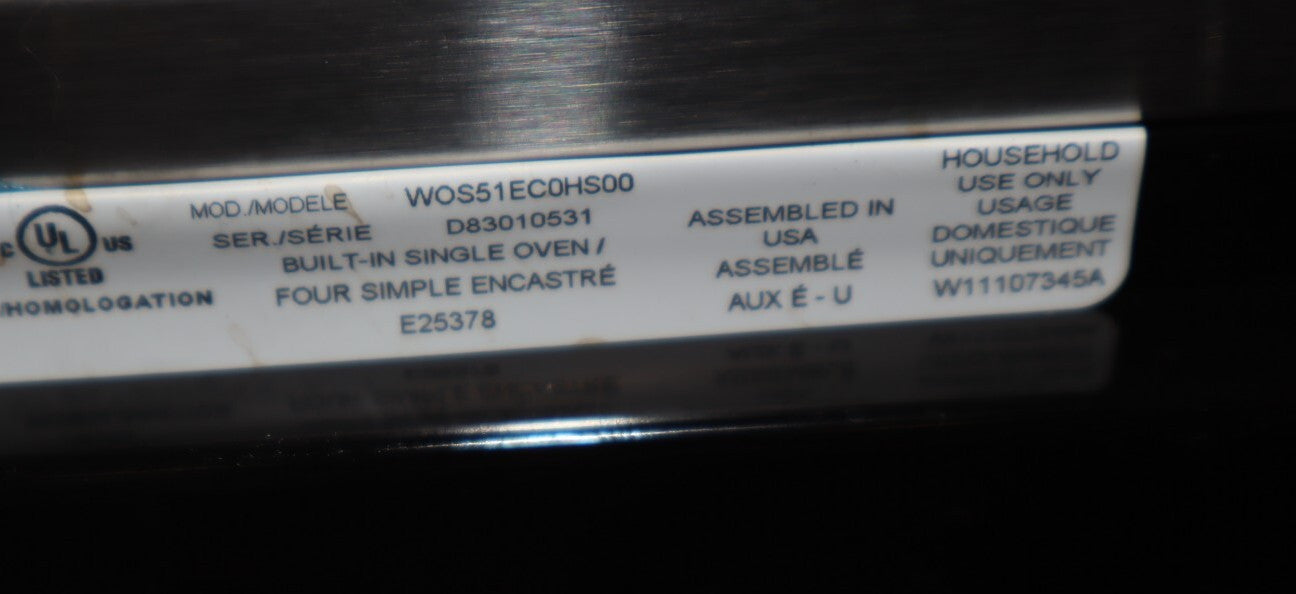 c UL US
LISTED
/HOMOLOGATION
MOD./MODELE WOS51EC0HS00
SER./SÉRIE D83010531
BUILT-IN SINGLE OVEN /
FOUR SIMPLE ENCASTRÉ
E25378
ASSEMBLED IN
USA
ASSEMBLÉ
AUX É - U
HOUSEHOLD
USE ONLY
USAGE
DOMESTIQUE
UNIQUEMENT
W11107345A